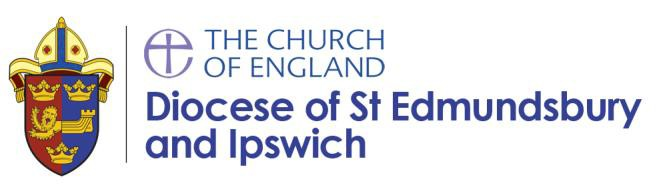 THE CHURCH
OF ENGLAND
Diocese of St Edmundsbury
and Ipswich